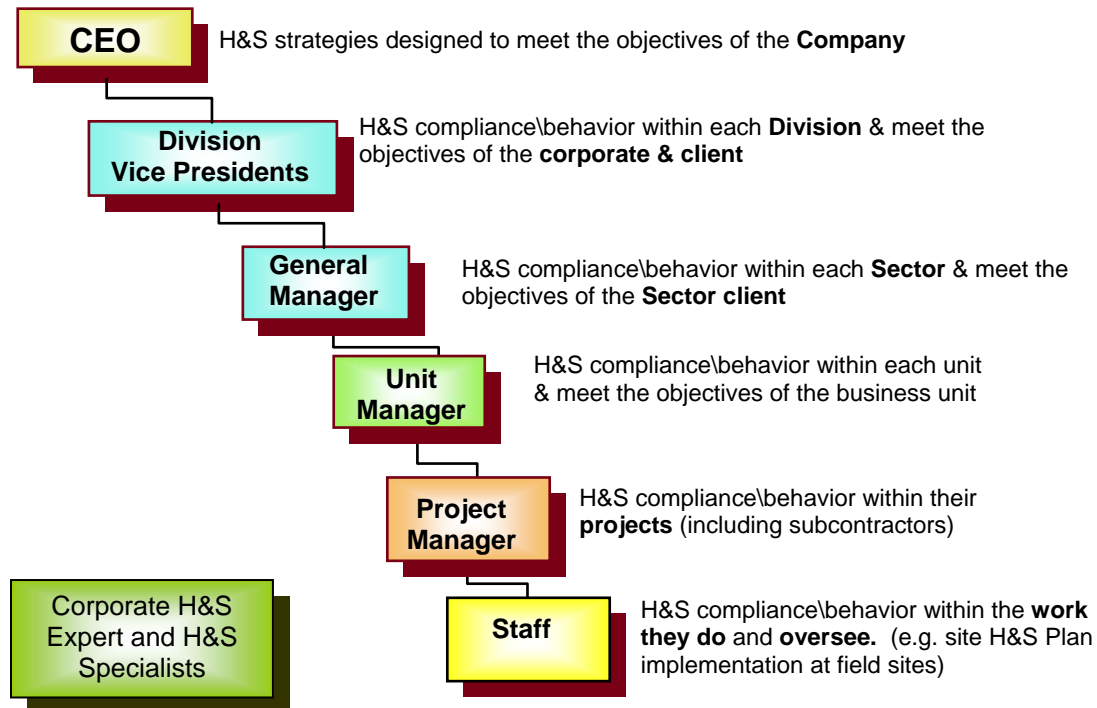 CEO
H&S strategies designed to meet the objectives of the Company
Division
Vice Presidents
H&S compliance\behavior within each Division & meet the
objectives of the corporate & client
General
Manager
H&S compliance\behavior within each Sector & meet the
objectives of the Sector client
Unit
Manager
H&S compliance\behavior within each unit
& meet the objectives of the business unit
Project
Manager
H&S compliance\behavior within their
projects (including subcontractors)
Corporate H&S
Expert and H&S
Specialists
Staff
H&S compliance\behavior within the work
they do and oversee. (e.g. site H&S Plan
implementation at field sites)